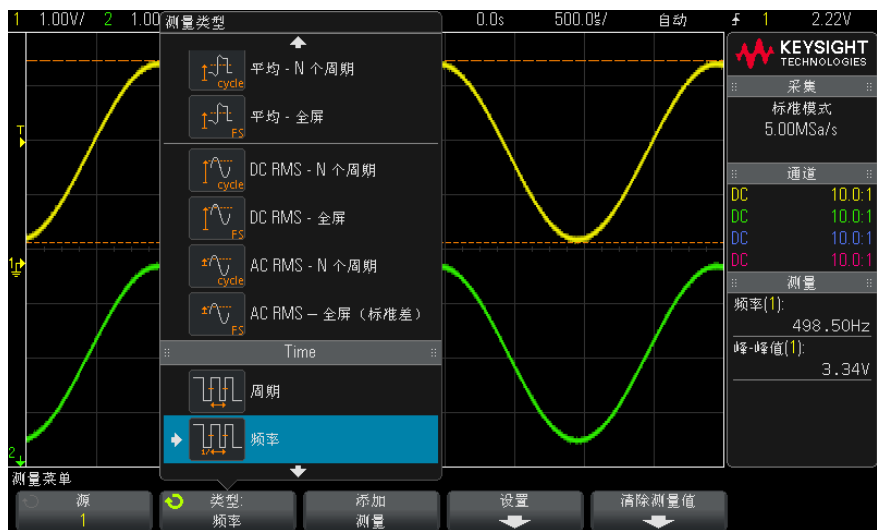 1 1.00V/ 2 1.00 测量类型 0.0s 500.0%/ 自动 1 2.22V
平均 - N 个周期
cycle
平均 - 全屏
FS
DC RMS - N 个周期
cycle
DC RMS - 全屏
FS
AC RMS - N 个周期
cycle
AC RMS — 全屏（标准差）
FS
Time
周期
频率
1/
T
1
2
KEYSIGHT
TECHNOLOGIES
采集
标准模式
5.00MSa/s
通道
DC 10.0:1
DC 10.0:1
DC 10.0:1
DC 10.0:1
测量
频率(1):
498.50Hz
峰-峰值(1):
3.34V
测量菜单
源
1
类型:
频率
添加
测量
设置
清除测量值